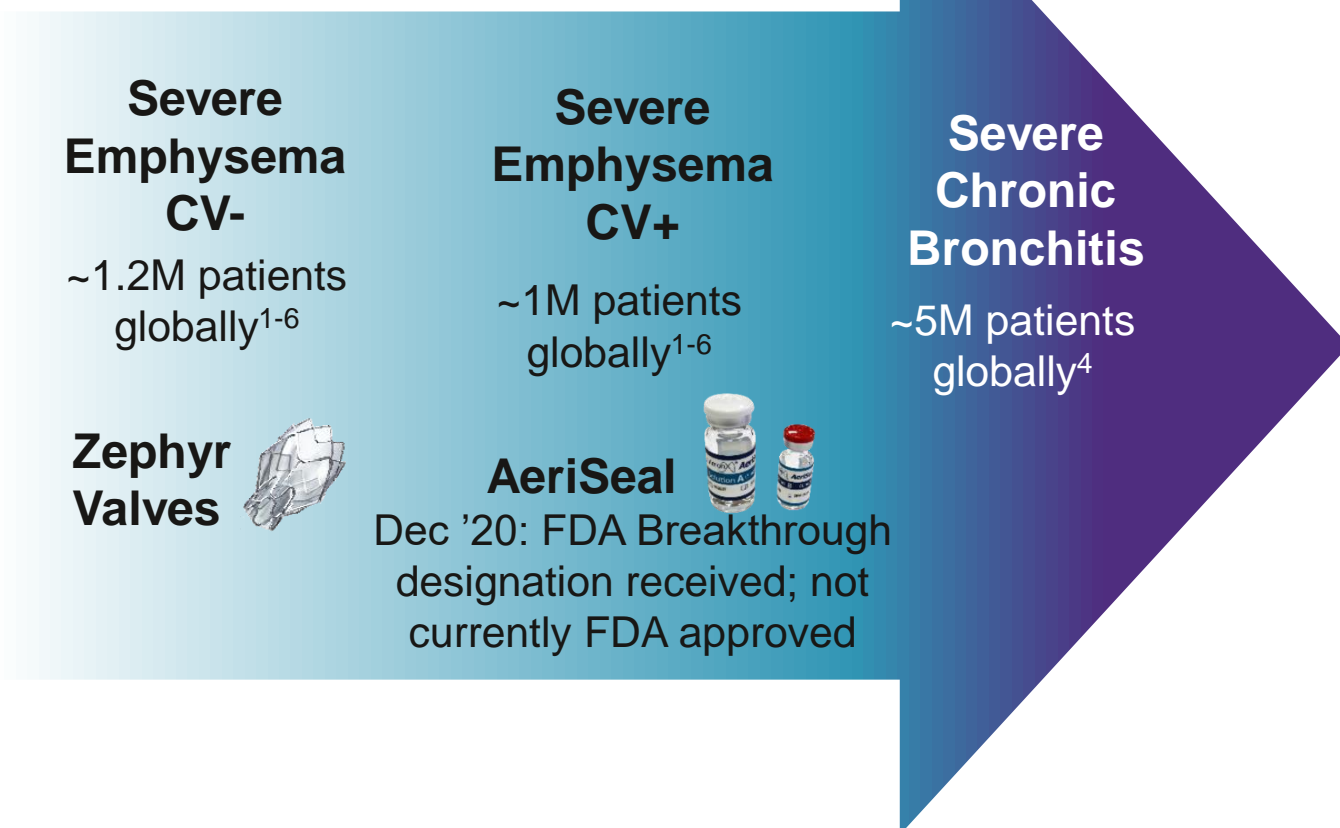 Severe
Emphysema
CV-
~1.2M patients
globally1-6
Zephyr
Valves
Severe
Emphysema
CV+
~1M patients
globally1-6
AeriSeal
Dec ’20: FDA Breakthrough
designation received; not
currently FDA approved
Severe
Chronic
Bronchitis
~5M patients
globally4